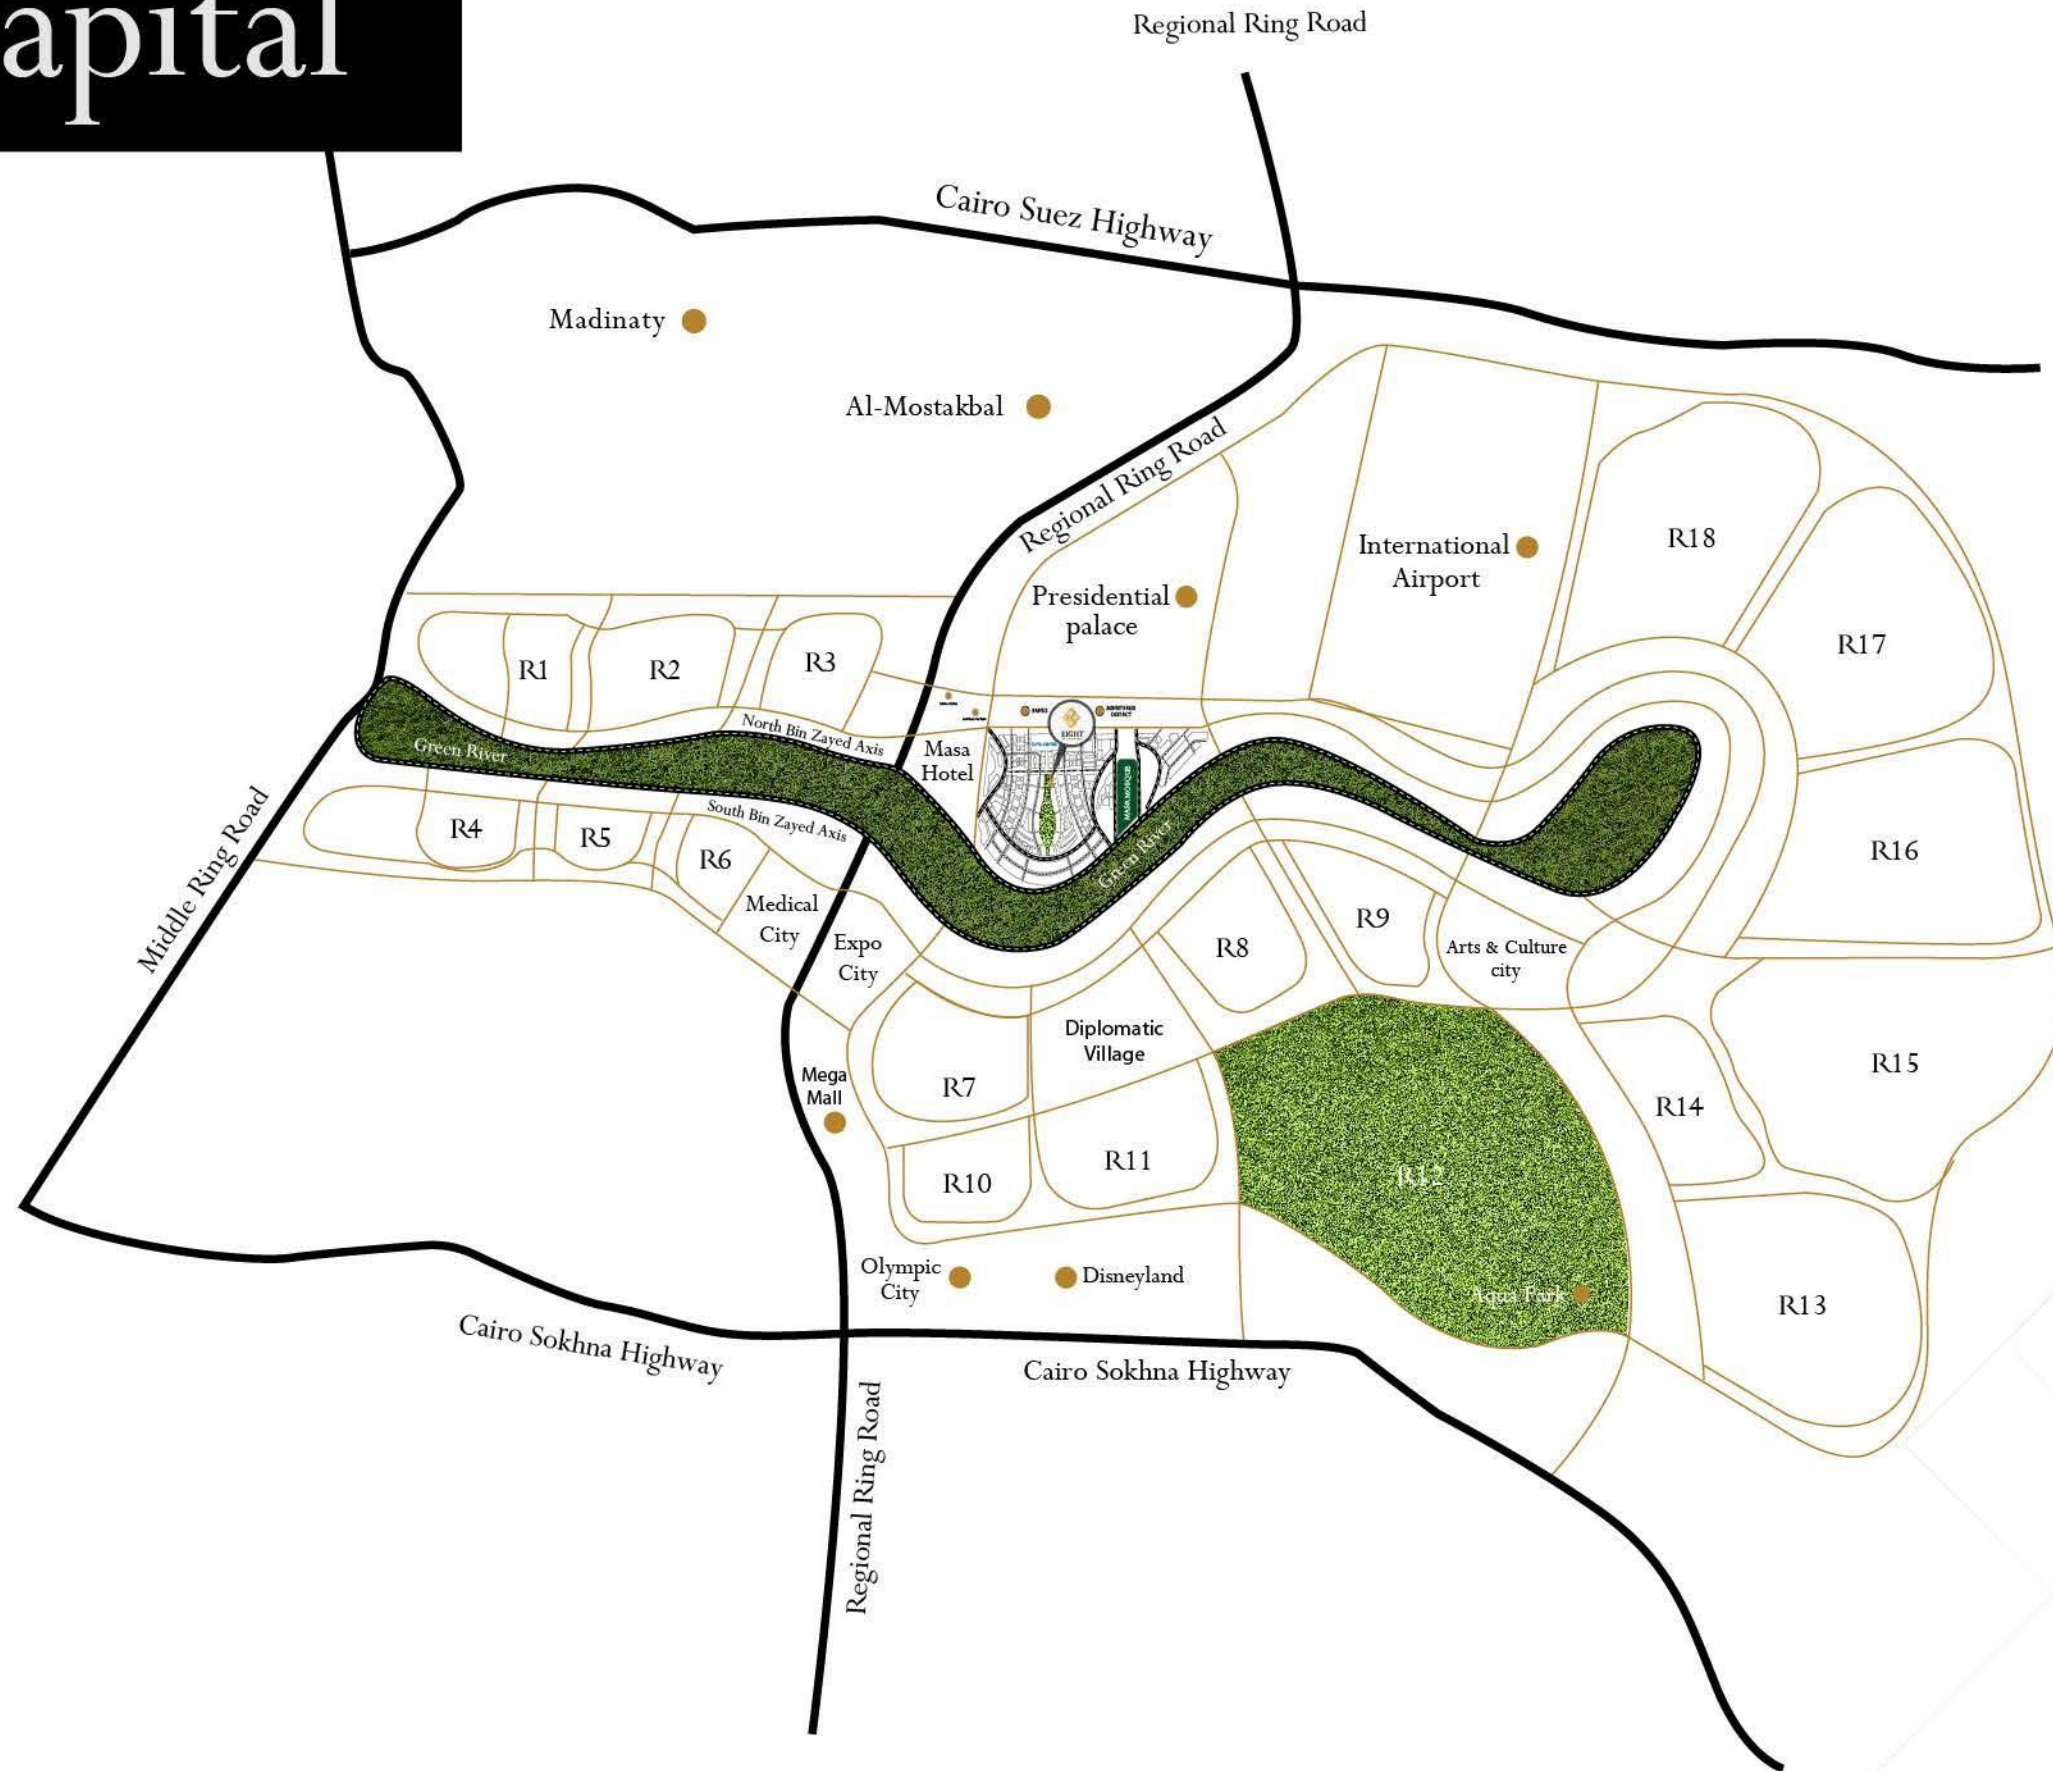 apital
Regional Ring Road
Cairo Suez Highway
Madinaty
Al-Mostakbal
Regional Ring Road
International
Airport
R18
Presidential
palace
R17
R1
R2
R3
North Bin Zayed Axis
EIGHT
Green River
Masa
Hotel
South Bin Zayed Axis
Green River
R4
R5
R6
R16
Middle Ring Road
Medical
City
Expo
City
R8
R9
Arts & Culture
city
Diplomatic
Village
R7
Mega
Mall
R15
R14
R10
R11
R12
Olympic
City
Disneyland
Aqua Park
R13
Cairo Sokhna Highway
Cairo Sokhna Highway
Regional Ring Road